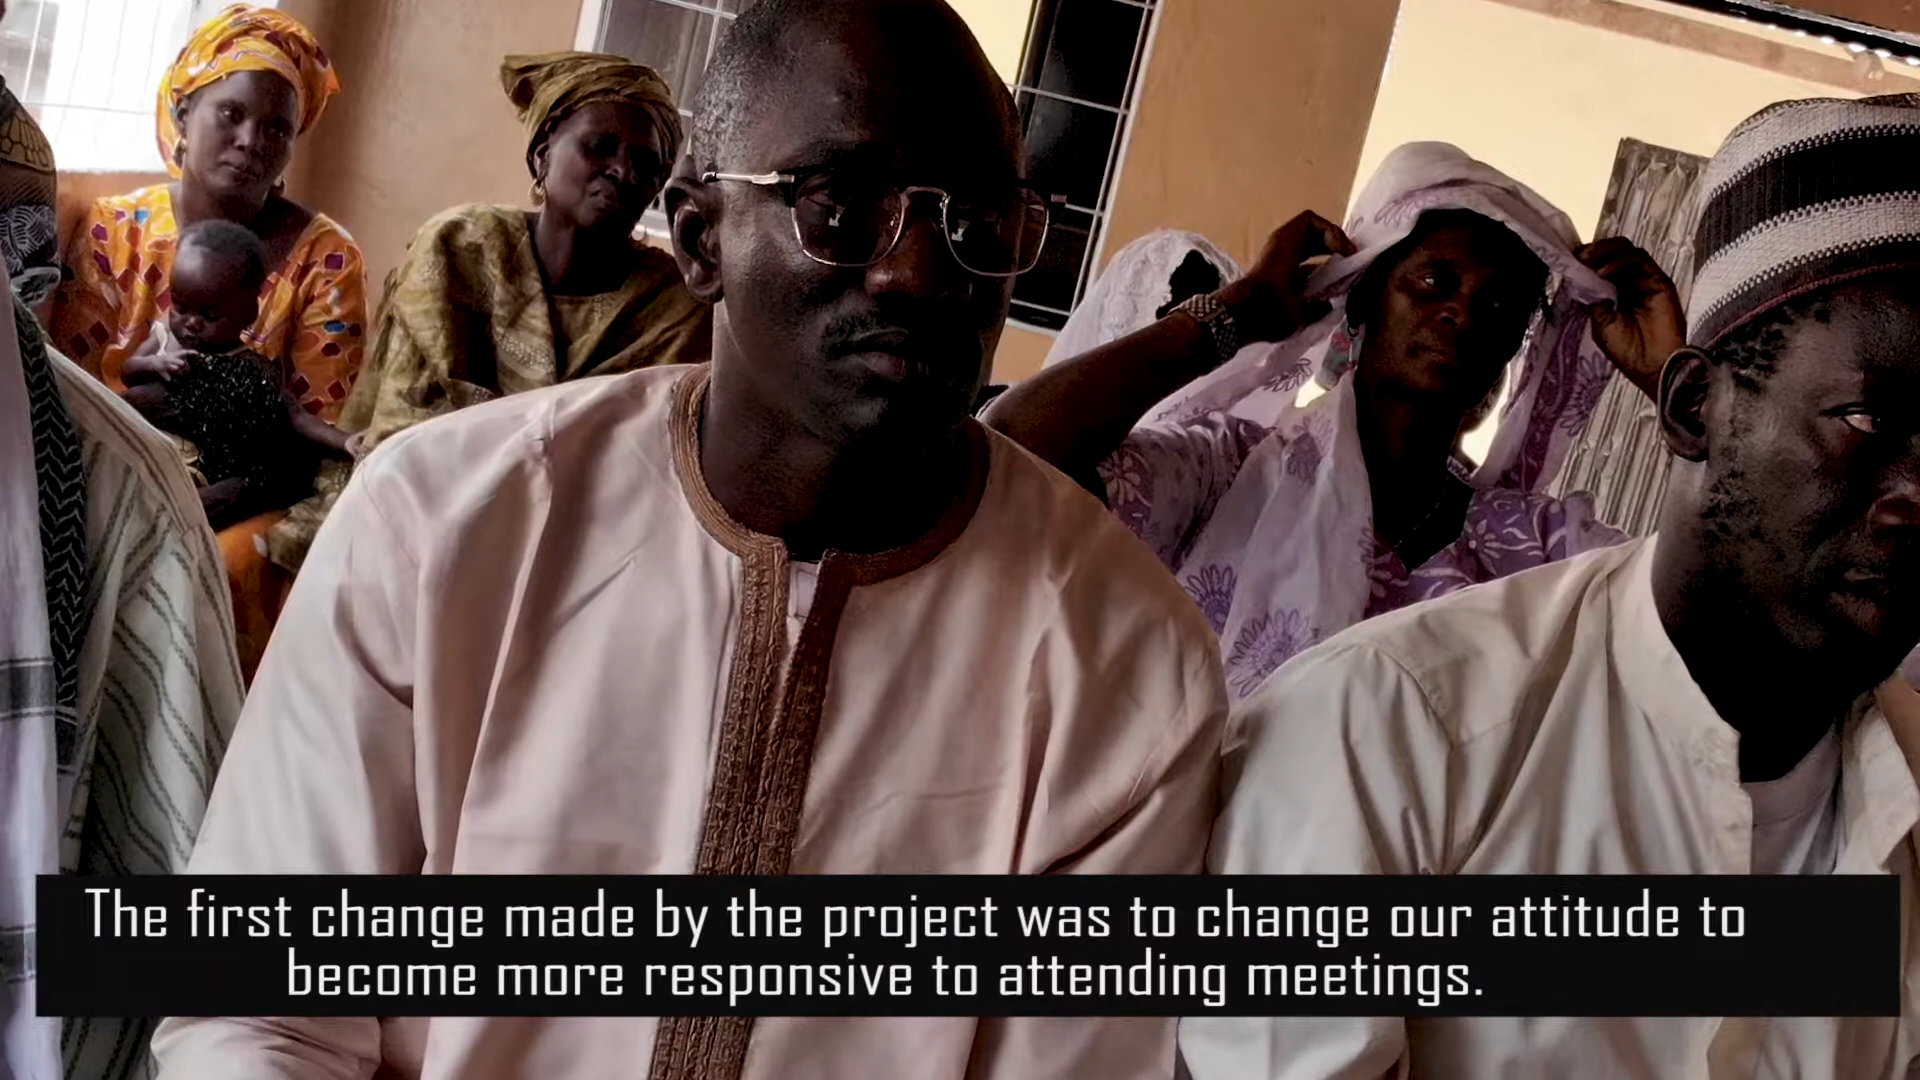 The first change made by the project was to change our attitude to
become more responsive to attending meetings.